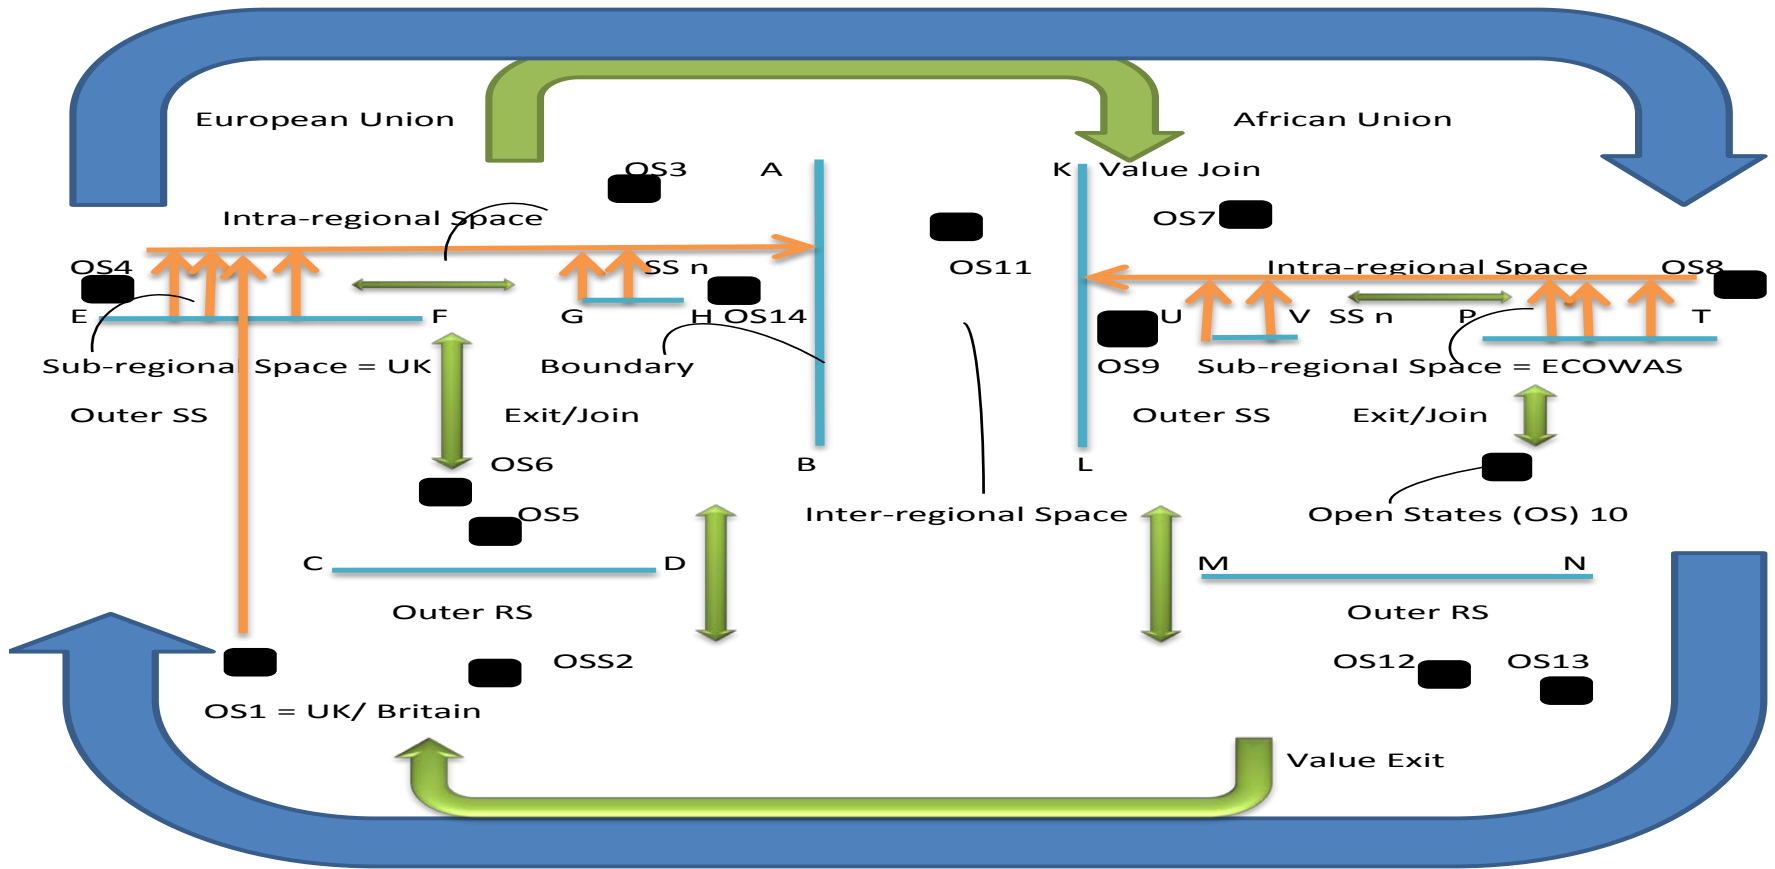 European Union
African Union
OS3
A
K
Value Join
Intra-regional Space
OS7
OS4
SS n
OS11
Intra-regional Space
OS8
E
F
G
H
OS14
U
V
SS n
P
T
Sub-regional Space = UK
Boundary
OS9
Sub-regional Space = ECOWAS
Outer SS
Exit/Join
Outer SS
Exit/Join
OS6
B
L
OS5
Inter-regional Space
Open States (OS) 10
C
D
M
N
Outer RS
Outer RS
OSS2
OS12
OS13
OS1 = UK/ Britain
Value Exit